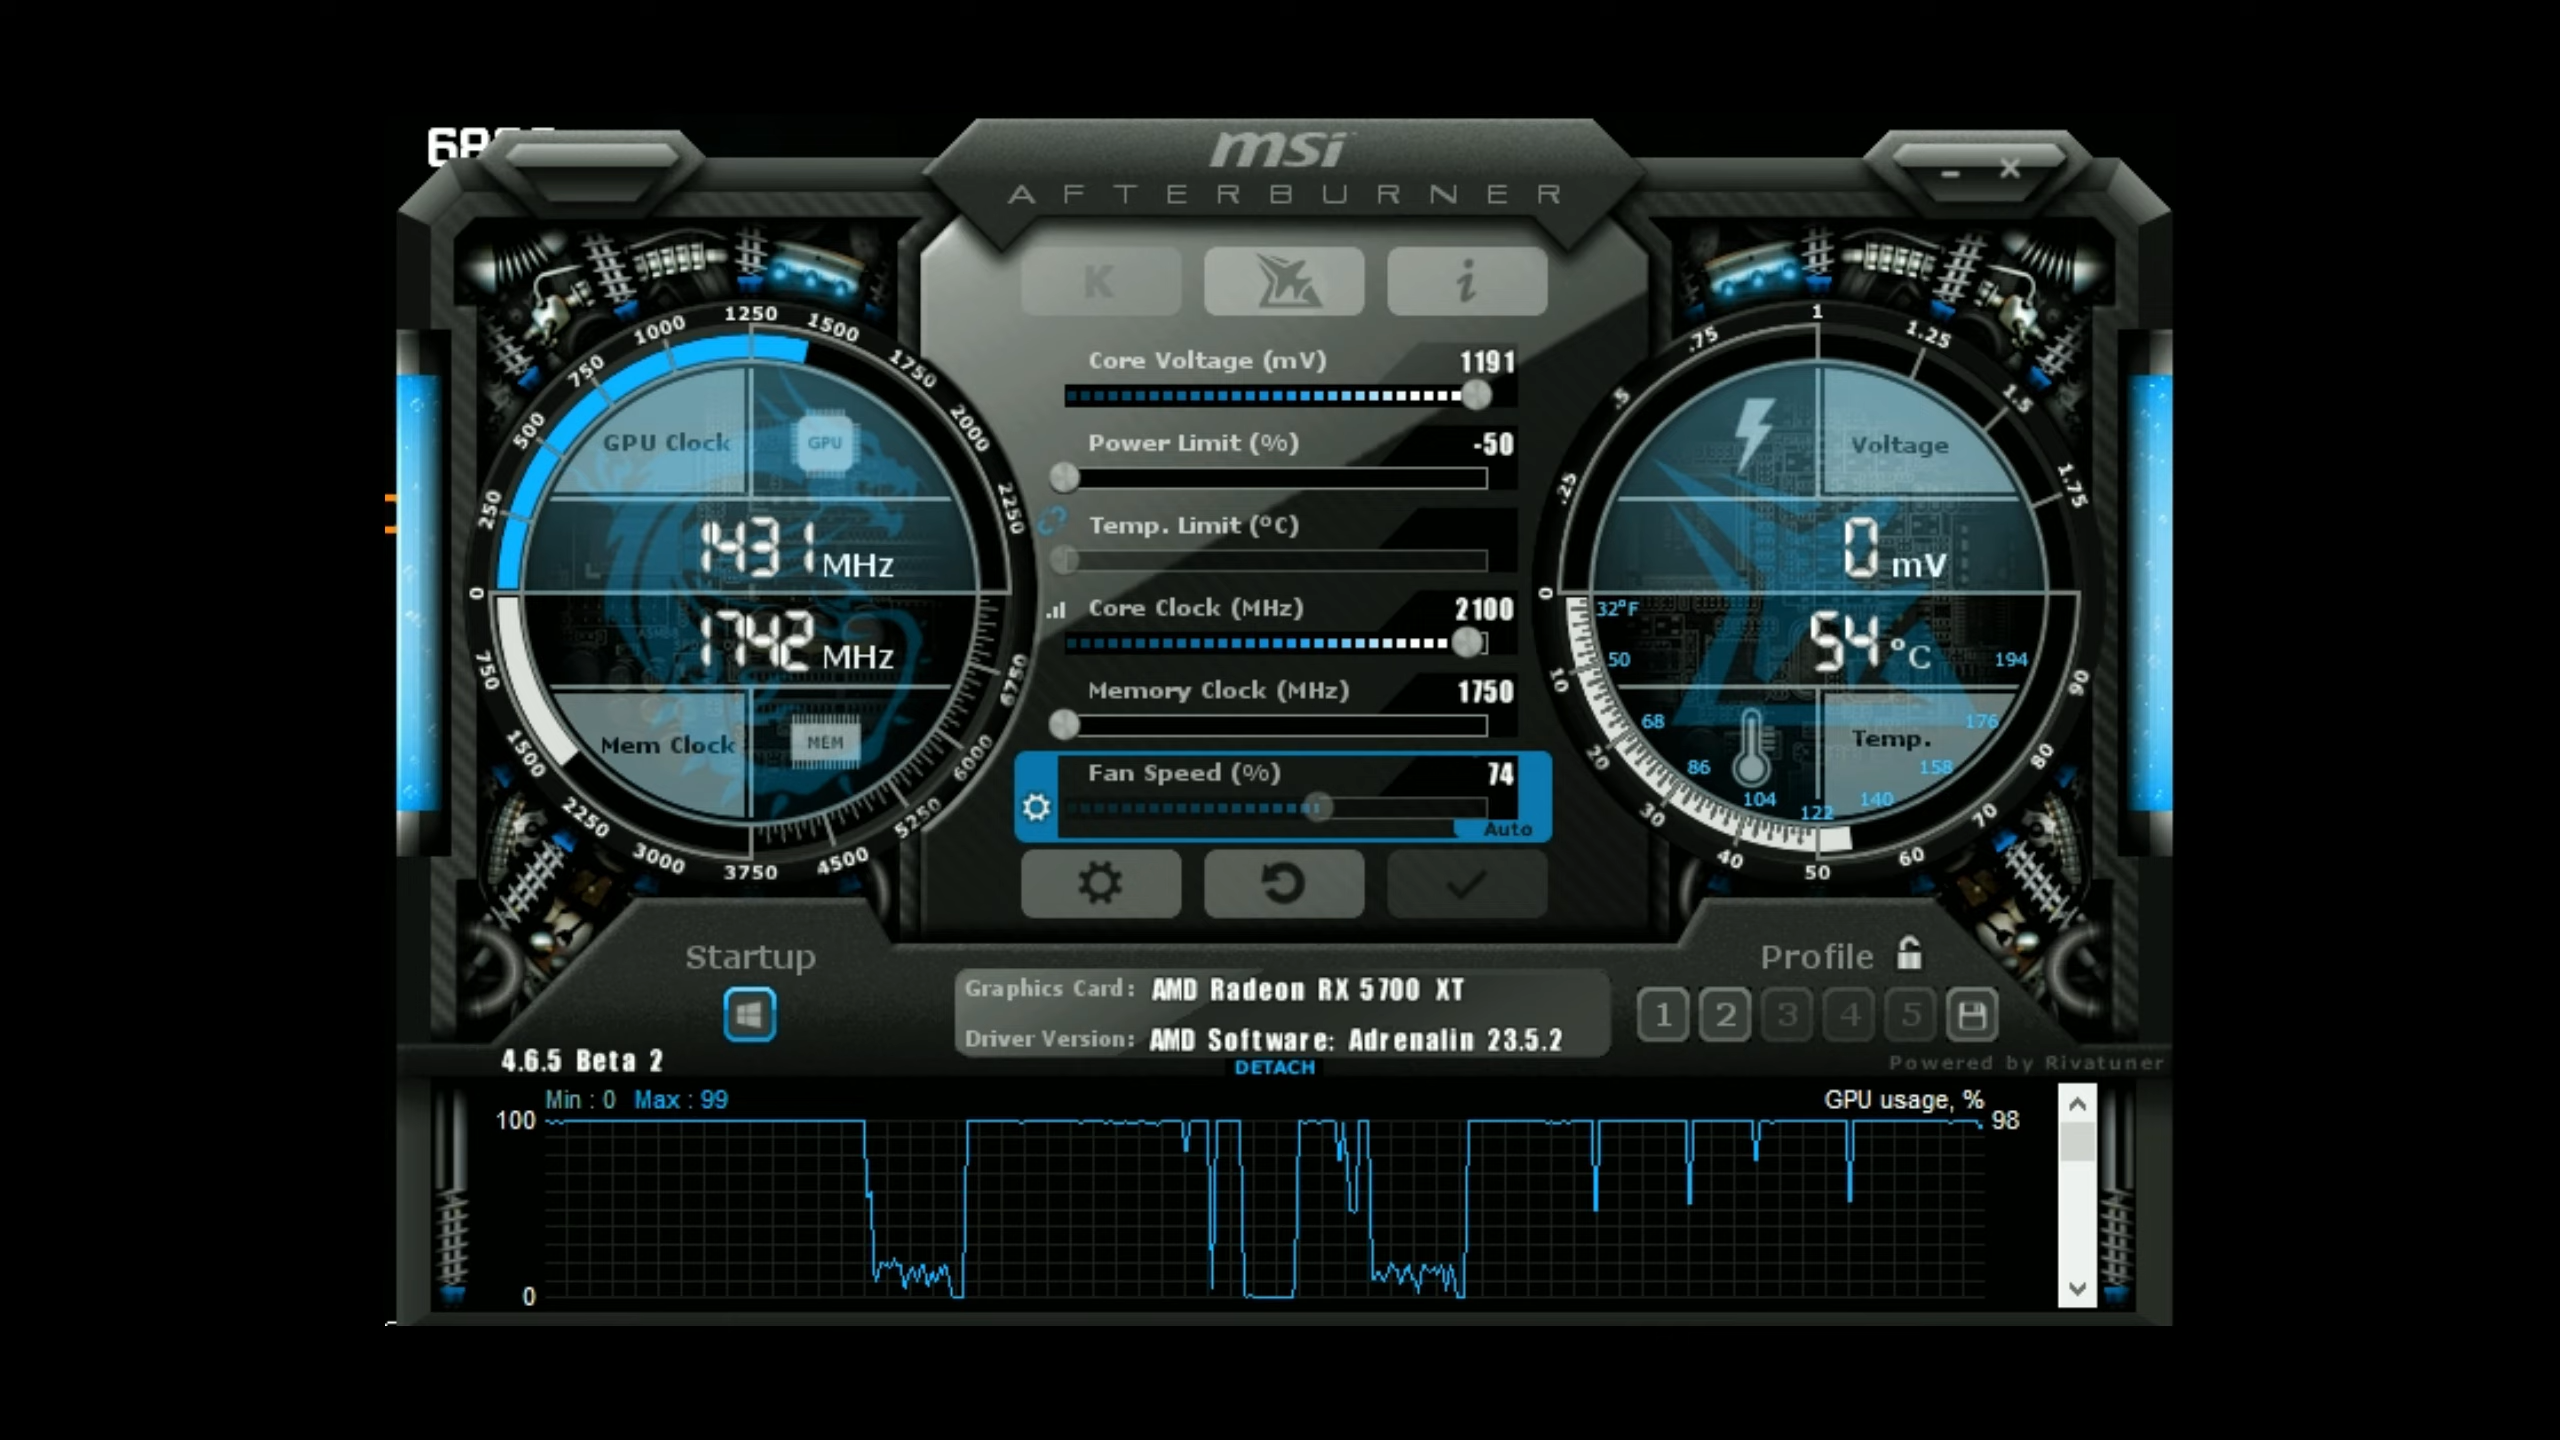 msi
AFTERBURNER
K
i
Core Voltage (mV) 1191
Power Limit (%) -50
Temp. Limit (°C)
Core Clock (MHz) 2100
Memory Clock (MHz) 1750
Fan Speed (%) 74
Auto
0 250 500 750 1000 1250 1500 1750 2000 2250
GPU Clock GPU
1431 MHz
1742 MHz
Mem Clock MEM
750 1500 2250 3000 3750 4500 5250 6000 6750
0 .25 .5 .75 1 1.25 1.5 1.75
Voltage
0 mV
54 °C
Temp.
32°F 50 68 86 104 122 140 158 176 194
10 20 30 40 50 60 70 80 90
Startup
Profile
1 2 3 4 5
Graphics Card: AMD Radeon RX 5700 XT
Driver Version: AMD Software: Adrenalin 23.5.2
4.6.5 Beta 2
DETACH
Powered by Rivatuner
Min : 0 Max : 99
GPU usage, %
100
98
0